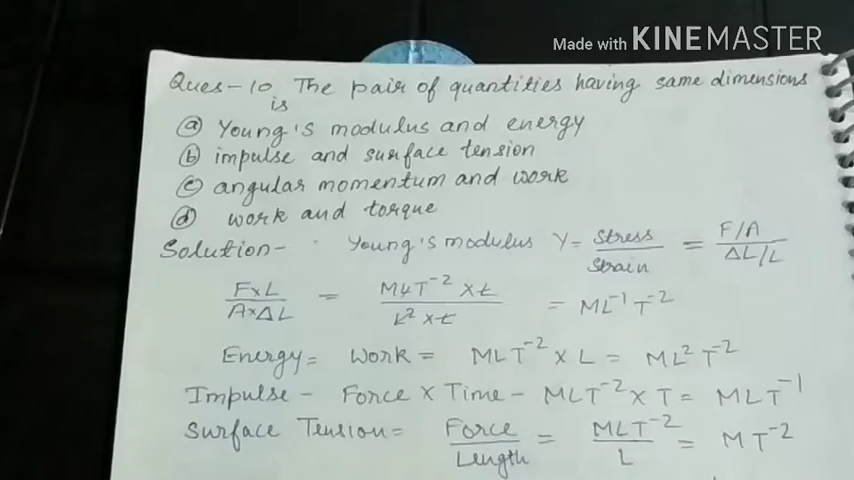 Made with KINEMASTER
Ques-10 The pair of quantities having same dimensions
is
(a) Young's modulus and energy
(b) impulse and surface tension
(c) angular momentum and work
(d) work and torque
Solution- Young's modulus Y = Stress/Strain = F/A / ΔL/L
F×L / A×ΔL = MLT⁻² × L / L² × L = ML⁻¹T⁻²
Energy = Work = MLT⁻² × L = ML²T⁻²
Impulse - Force × Time - MLT⁻² × T = MLT⁻¹
Surface Tension = Force/Length = MLT⁻²/L = MT⁻²